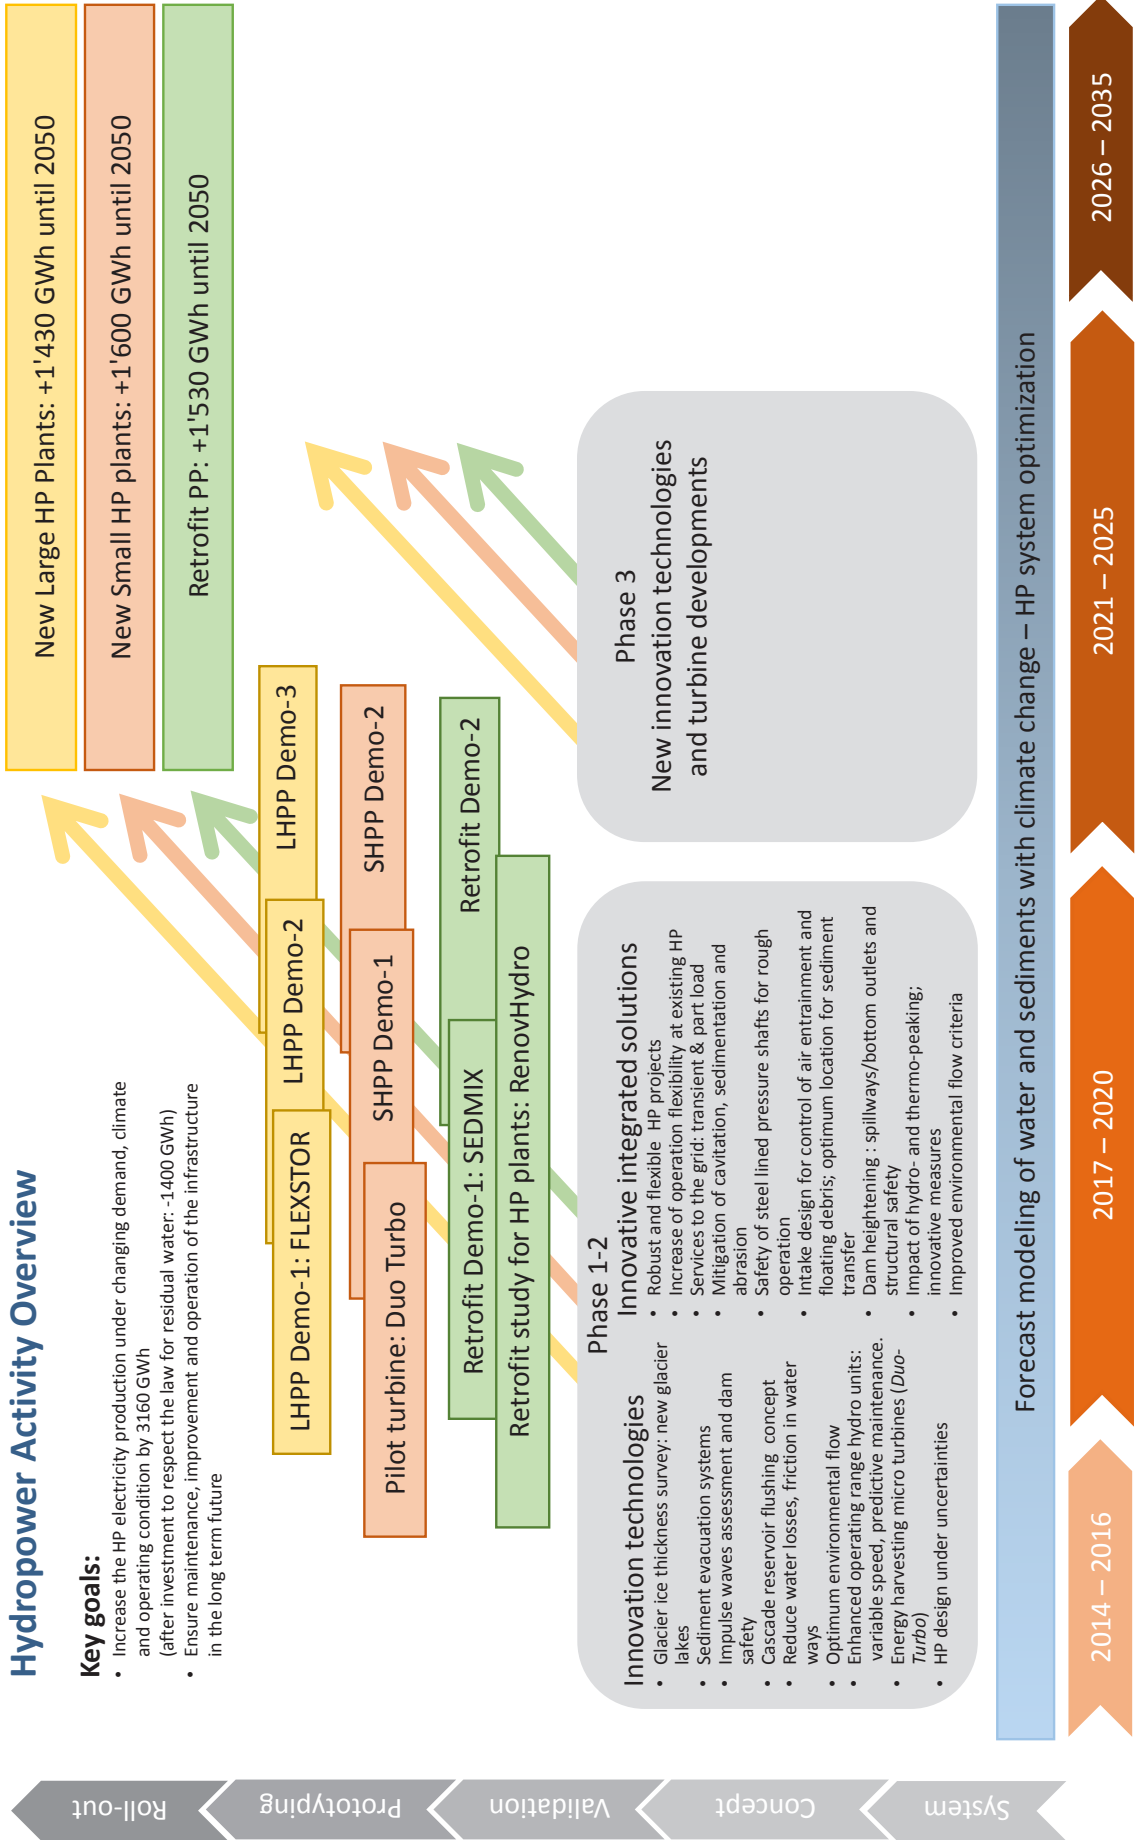 Hydropower Activity Overview
Key goals:
• Increase the HP electricity production under changing demand, climate
and operating condition by 3160 GWh
(after investment to respect the law for residual water: -1400 GWh)
• Ensure maintenance, improvement and operation of the infrastructure
in the long term future
New Large HP Plants: +1'430 GWh until 2050
New Small HP plants: +1'600 GWh until 2050
Retrofit PP: +1'530 GWh until 2050
LHPP Demo-1: FLEXSTOR
LHPP Demo-2
LHPP Demo-3
Pilot turbine: Duo Turbo
SHPP Demo-1
SHPP Demo-2
Retrofit Demo-1: SEDMIX
Retrofit Demo-2
Retrofit study for HP plants: RenovHydro
Phase 1-2
Innovation technologies
• Glacier ice thickness survey: new glacier
lakes
• Sediment evacuation systems
• Impulse waves assessment and dam
safety
• Cascade reservoir flushing concept
• Reduce water losses, friction in water
ways
• Optimum environmental flow
• Enhanced operating range hydro units:
variable speed, predictive maintenance.
• Energy harvesting micro turbines (Duo-
Turbo)
• HP design under uncertainties
Innovative integrated solutions
• Robust and flexible HP projects
• Increase of operation flexibility at existing HP
• Services to the grid: transient & part load
• Mitigation of cavitation, sedimentation and
abrasion
• Safety of steel lined pressure shafts for rough
operation
• Intake design for control of air entrainment and
floating debris; optimum location for sediment
transfer
• Dam heightening : spillways/bottom outlets and
structural safety
• Impact of hydro- and thermo-peaking;
innovative measures
• Improved environmental flow criteria
Phase 3
New innovation technologies
and turbine developments
Forecast modeling of water and sediments with climate change – HP system optimization
2014 – 2016
2017 – 2020
2021 – 2025
2026 – 2035
Roll-out
Prototyping
Validation
Concept
System